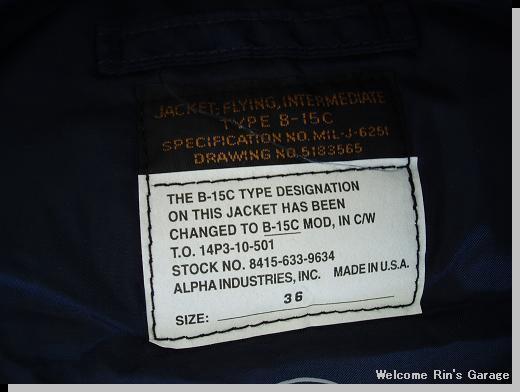 JACKET, FLYING, INTERMEDIATE
TYPE B-15C
SPECIFICATION NO. MIL-J-6251
DRAWING NO. 5183565
THE B-15C TYPE DESIGNATION
ON THIS JACKET HAS BEEN
CHANGED TO B-15C MOD, IN C/W
T.O. 14P3-10-501
STOCK NO. 8415-633-9634
ALPHA INDUSTRIES, INC. MADE IN U.S.A.
SIZE: 36
Welcome Rin's Garage